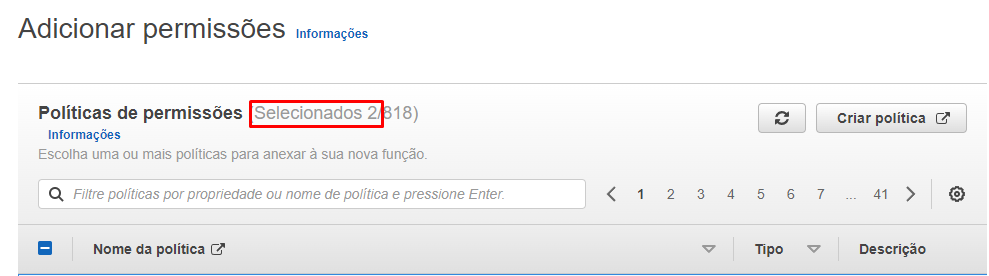 Adicionar permissões Informações
Políticas de permissões (Selecionados 2/818)
Informações
Criar política
Escolha uma ou mais políticas para anexar à sua nova função.
Filtre políticas por propriedade ou nome de política e pressione Enter.
1 2 3 4 5 6 7 ... 41
Nome da política Tipo Descrição